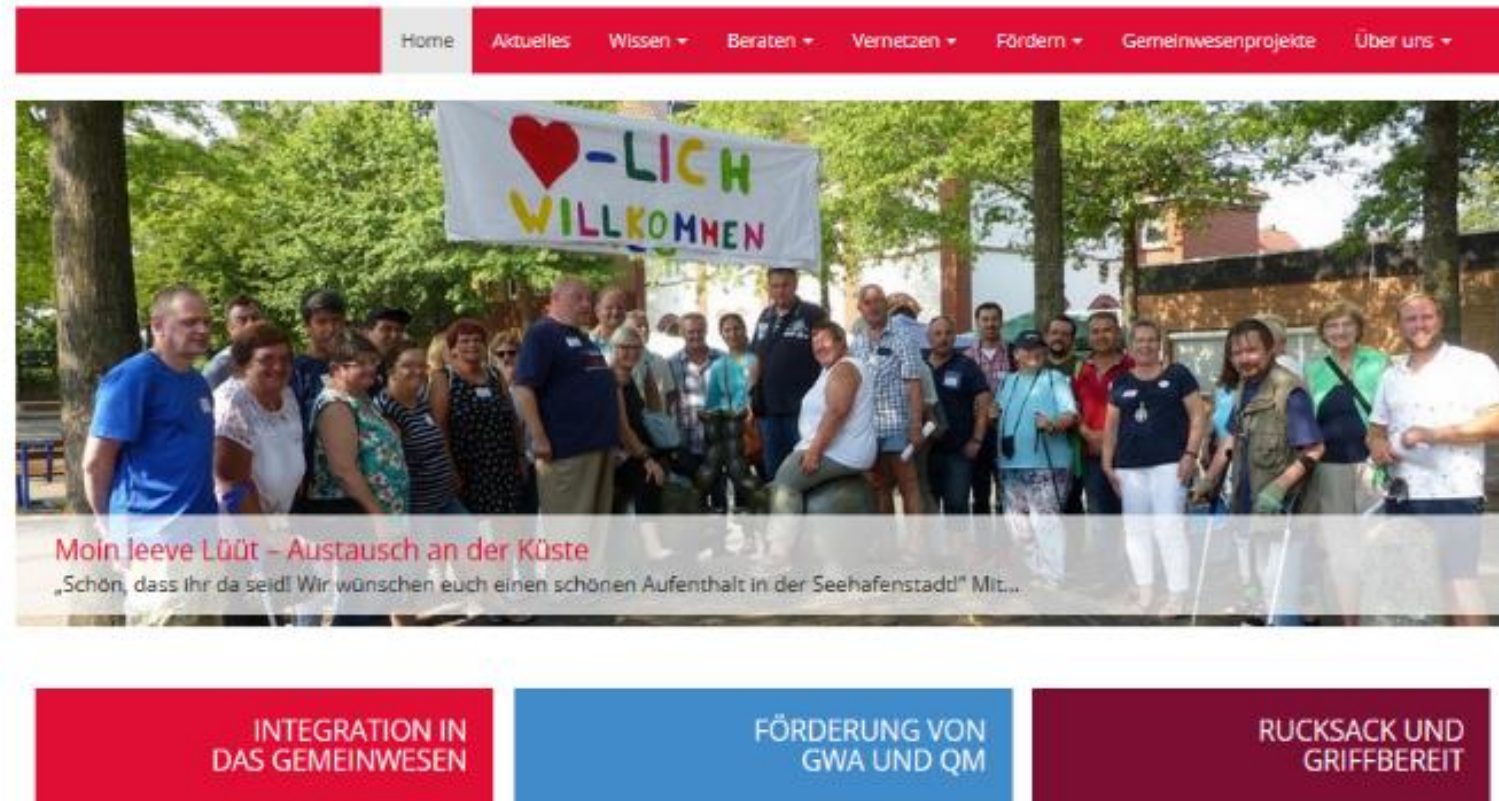 Home Aktuelles Wissen Beraten Vernetzen Fördern Gemeinwesenprojekte Über uns
-LICH
WILLKOMMEN
Moin leeve Lüüt – Austausch an der Küste
„Schön, dass ihr da seid! Wir wünschen euch einen schönen Aufenthalt in der Seehafenstadt!“ Mit...
INTEGRATION IN
DAS GEMEINWESEN
FÖRDERUNG VON
GWA UND QM
RUCKSACK UND
GRIFFBEREIT